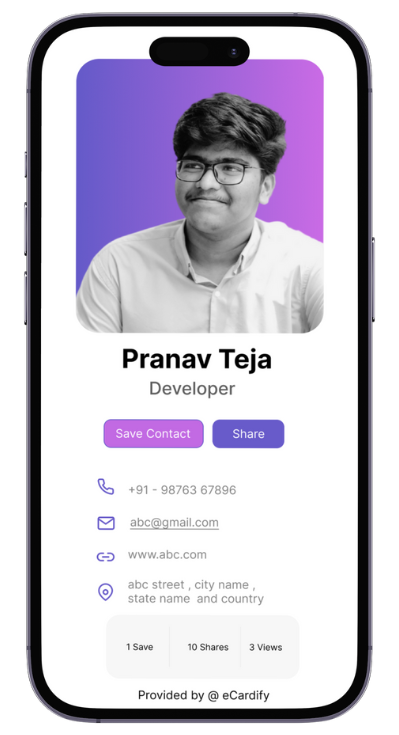 Pranav Teja
Developer
Save Contact
Share
+91 - 98763 67896
abc@gmail.com
www.abc.com
abc street , city name ,
state name and country
1 Save
10 Shares
3 Views
Provided by @ eCardify